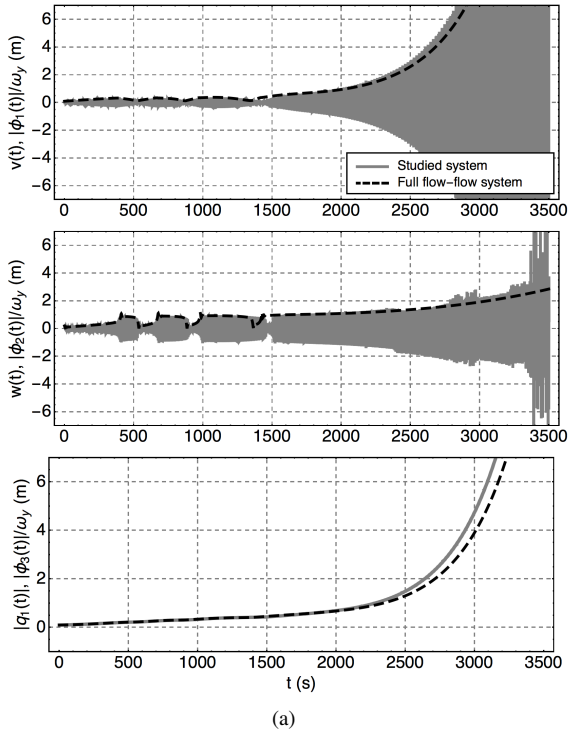 6
4
2
0
−2
−4
−6
v(t), |ϕ₁(t)|/ωy (m)
Studied system
Full flow−flow system
0 500 1000 1500 2000 2500 3000 3500
6
4
2
0
−2
−4
−6
w(t), |ϕ₂(t)|/ωy (m)
0 500 1000 1500 2000 2500 3000 3500
6
4
2
0
|q₁(t)|, |ϕ₃(t)|/ωy (m)
0 500 1000 1500 2000 2500 3000 3500
t (s)
(a)